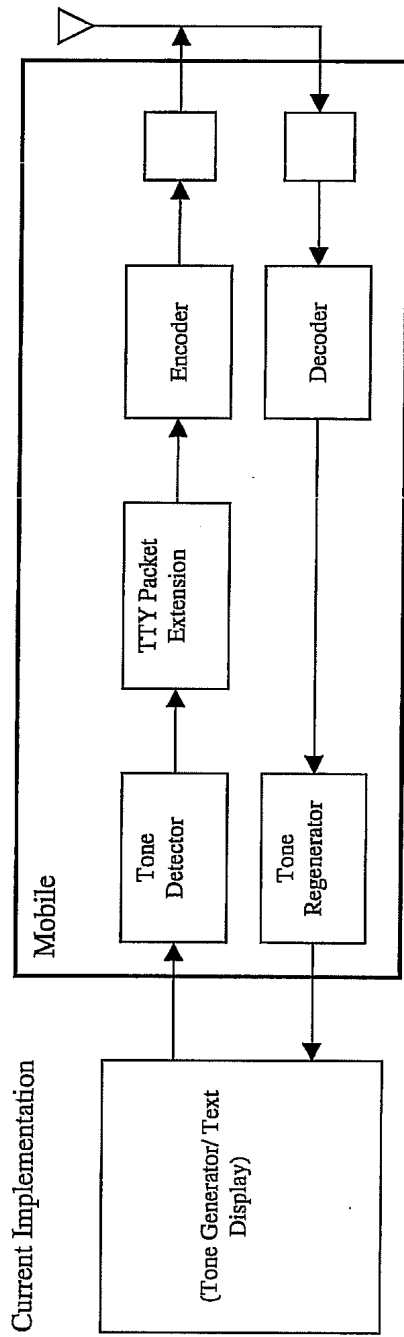 Current Implementation
(Tone Generator/ Text
Display)
Mobile
Tone
Detector
TTY Packet
Extension
Encoder
Tone
Regenerator
Decoder